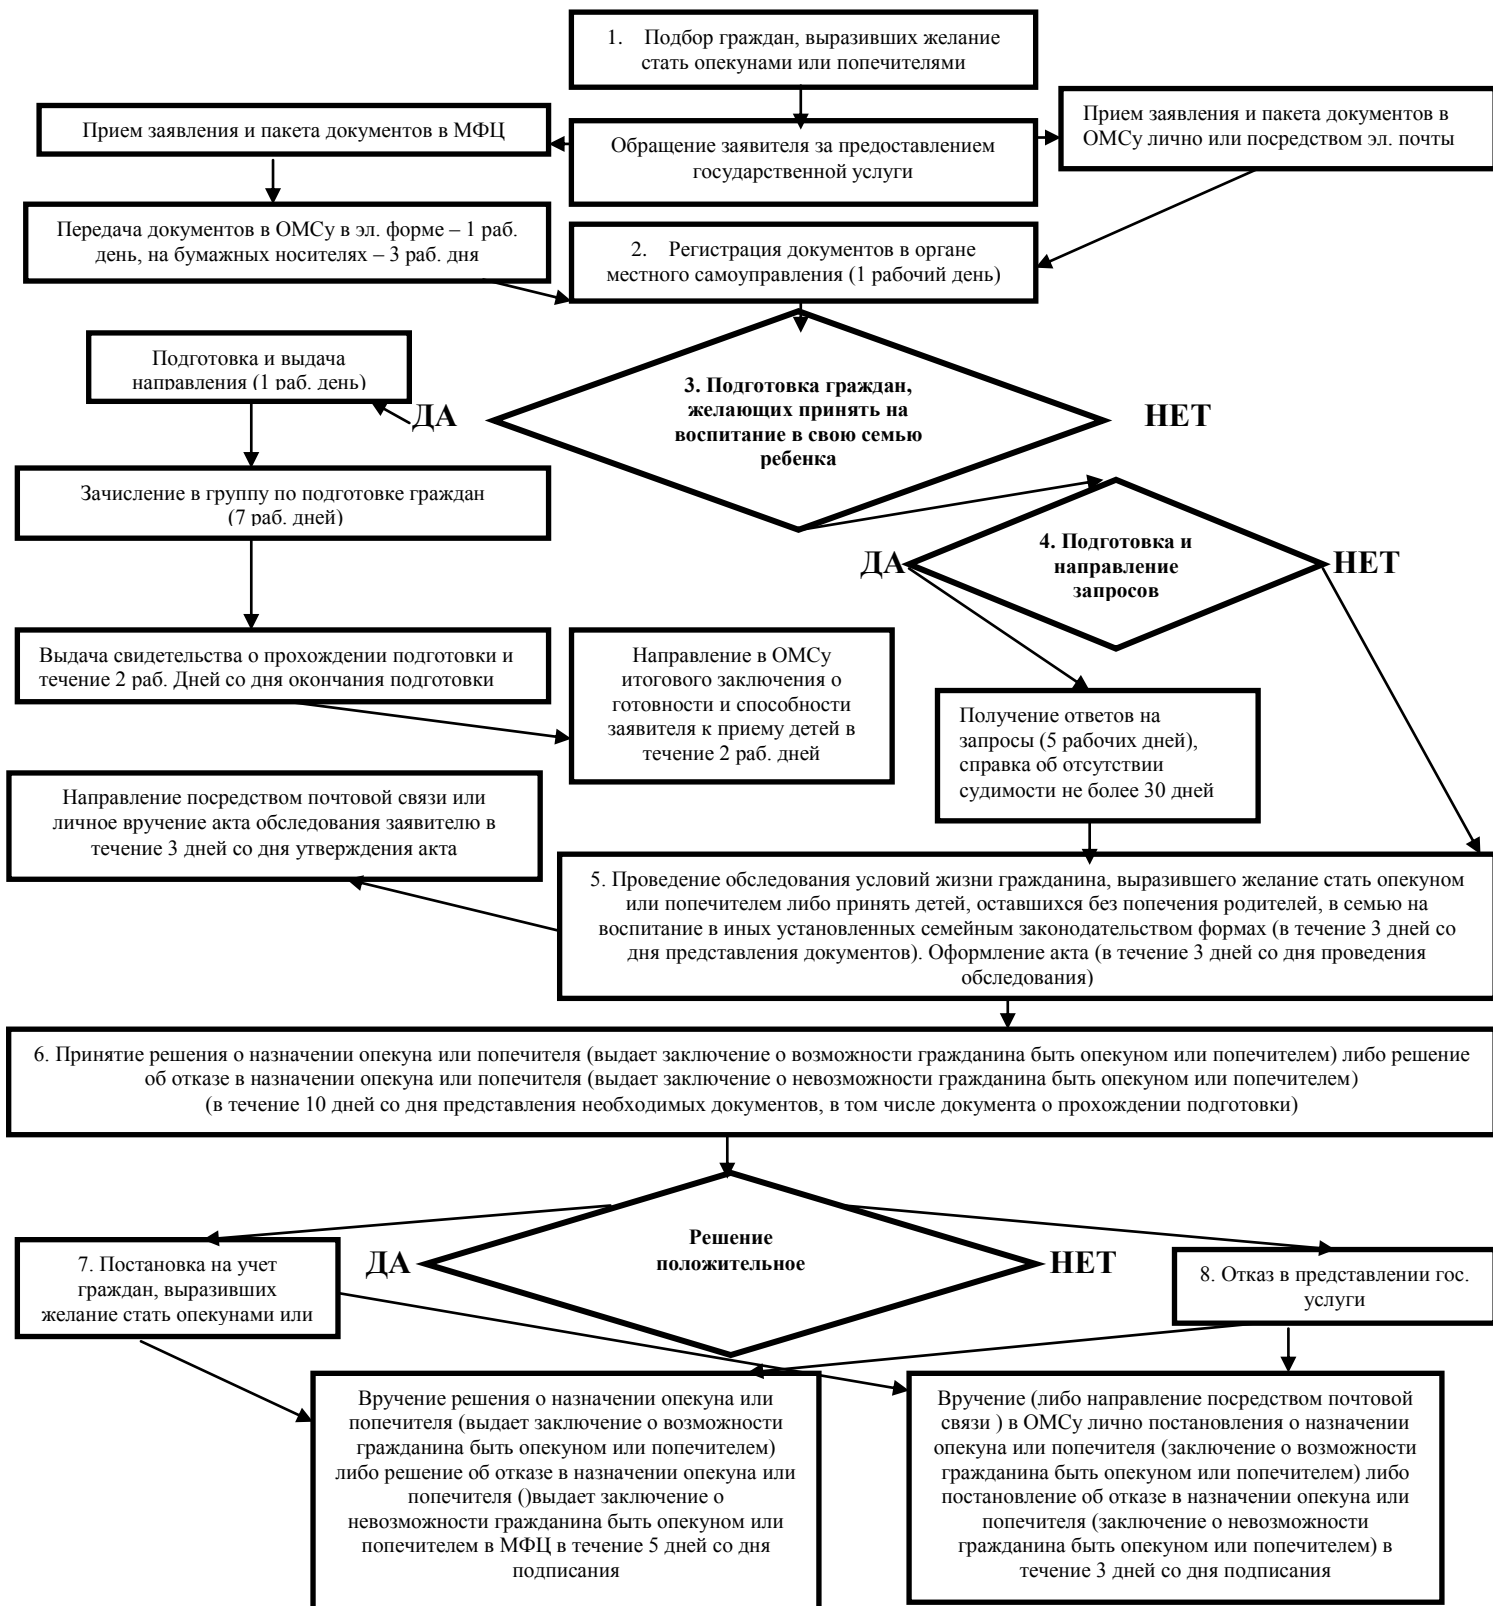 1. Подбор граждан, выразивших желание
стать опекунами или попечителями
Прием заявления и пакета документов в МФЦ
Обращение заявителя за предоставлением
государственной услуги
Прием заявления и пакета документов в
ОМСу лично или посредством эл. почты
Передача документов в ОМСу в эл. форме – 1 раб.
день, на бумажных носителях – 3 раб. дня
2. Регистрация документов в органе
местного самоуправления (1 рабочий день)
Подготовка и выдача
направления (1 раб. день)
ДА
3. Подготовка граждан,
желающих принять на
воспитание в свою семью
ребенка
НЕТ
Зачисление в группу по подготовке граждан
(7 раб. дней)
ДА
4. Подготовка и
направление
запросов
НЕТ
Выдача свидетельства о прохождении подготовки и
течение 2 раб. Дней со дня окончания подготовки
Направление в ОМСу
итогового заключения о
готовности и способности
заявителя к приему детей в
течение 2 раб. дней
Получение ответов на
запросы (5 рабочих дней),
справка об отсутствии
судимости не более 30 дней
Направление посредством почтовой связи или
личное вручение акта обследования заявителю в
течение 3 дней со дня утверждения акта
5. Проведение обследования условий жизни гражданина, выразившего желание стать опекуном
или попечителем либо принять детей, оставшихся без попечения родителей, в семью на
воспитание в иных установленных семейным законодательством формах (в течение 3 дней со
дня представления документов). Оформление акта (в течение 3 дней со дня проведения
обследования)
6. Принятие решения о назначении опекуна или попечителя (выдает заключение о возможности гражданина быть опекуном или попечителем) либо решение
об отказе в назначении опекуна или попечителя (выдает заключение о невозможности гражданина быть опекуном или попечителем)
(в течение 10 дней со дня представления необходимых документов, в том числе документа о прохождении подготовки)
7. Постановка на учет
граждан, выразивших
желание стать опекунами или
ДА
Решение
положительное
НЕТ
8. Отказ в представлении гос.
услуги
Вручение решения о назначении опекуна или
попечителя (выдает заключение о возможности
гражданина быть опекуном или попечителем)
либо решение об отказе в назначении опекуна или
попечителя ()выдает заключение о
невозможности гражданина быть опекуном или
попечителем в МФЦ в течение 5 дней со дня
подписания
Вручение (либо направление посредством почтовой
связи ) в ОМСу лично постановления о назначении
опекуна или попечителя (заключение о возможности
гражданина быть опекуном или попечителем) либо
постановление об отказе в назначении опекуна или
попечителя (заключение о невозможности
гражданина быть опекуном или попечителем) в
течение 3 дней со дня подписания